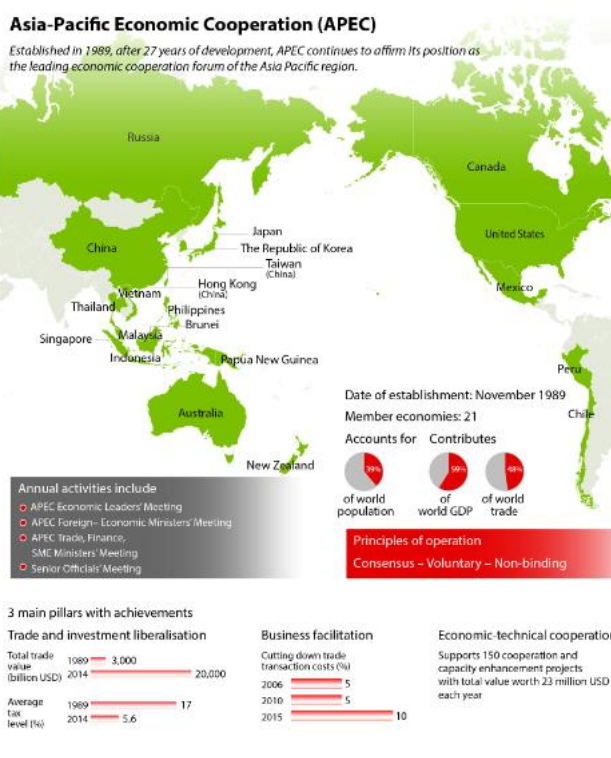 Asia-Pacific Economic Cooperation (APEC)
Established in 1989, after 27 years of development, APEC continues to affirm its position as
the leading economic cooperation forum of the Asia Pacific region.
Russia
Canada
United States
Mexico
Japan
The Republic of Korea
China
Taiwan
(China)
Hong Kong
(China)
Vietnam
Thailand
Philippines
Brunei
Singapore
Malaysia
Indonesia
Papua New Guinea
Peru
Chile
Australia
New Zealand
Date of establishment: November 1989
Member economies: 21
Accounts for Contributes
39% 59% 48%
of world
population
of
world GDP
of world
trade
Annual activities include
APEC Economic Leaders' Meeting
APEC Foreign– Economic Ministers' Meeting
APEC Trade, Finance,
SME Ministers' Meeting
Senior Officials' Meeting
Principles of operation
Consensus – Voluntary – Non-binding
3 main pillars with achievements
Trade and investment liberalisation
Total trade
value
(billion USD)
1989 3,000
2014 20,000
Average
tax
level (%)
1989 17
2014 5.6
Business facilitation
Cutting down trade
transaction costs (%)
2006 5
2010 5
2015 10
Economic-technical cooperation
Supports 150 cooperation and
capacity enhancement projects
with total value worth 23 million USD
each year